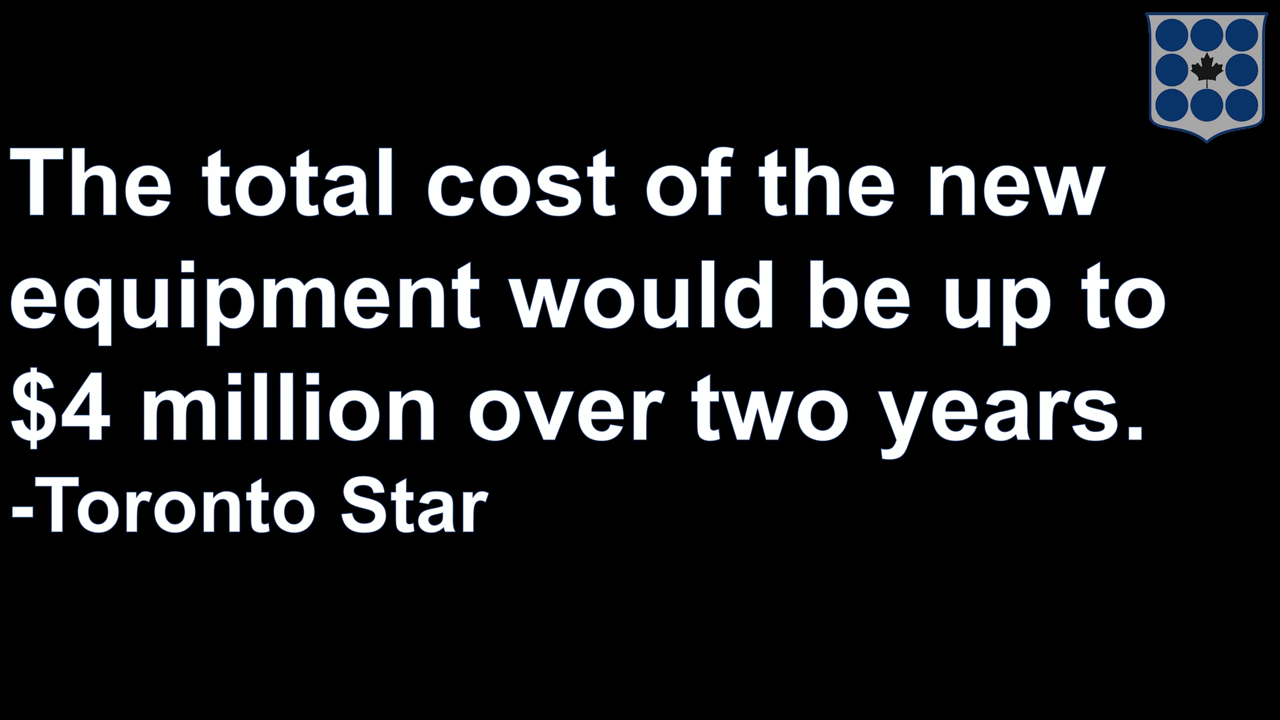 The total cost of the new
equipment would be up to
$4 million over two years.
-Toronto Star